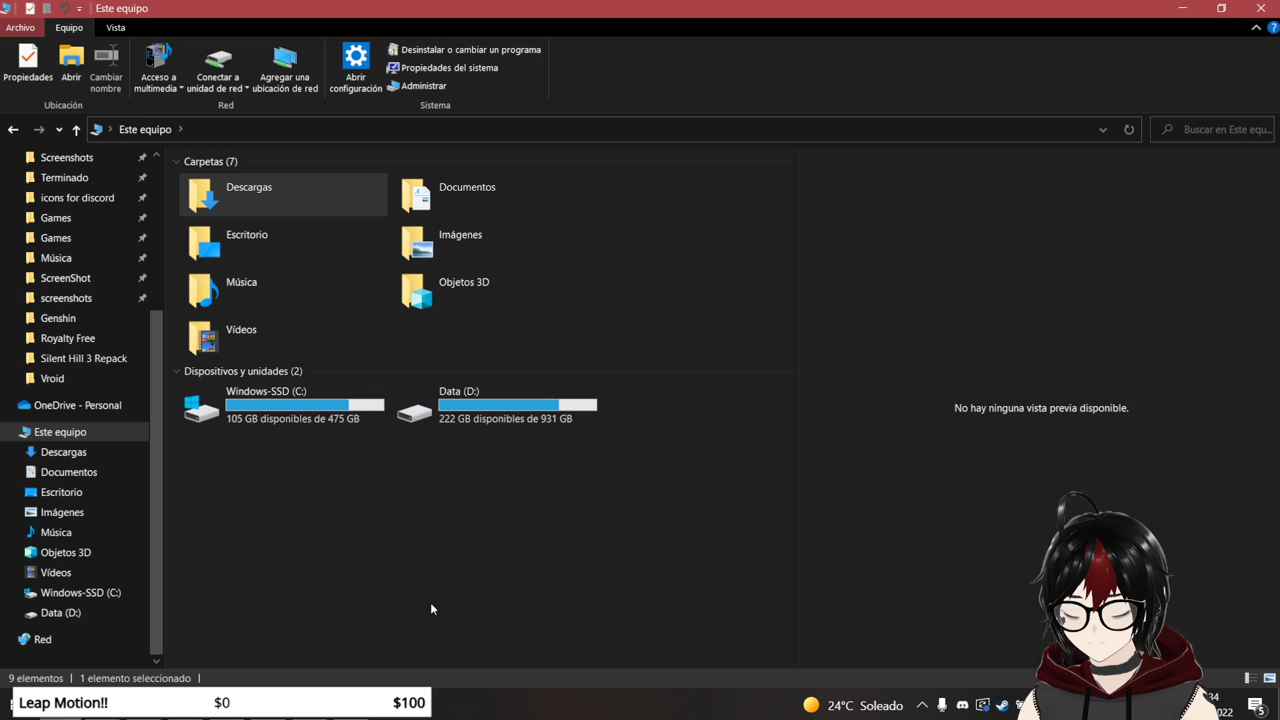 Este equipo
Archivo
Equipo
Vista
Propiedades
Abrir
Cambiar nombre
Acceso a multimedia
Conectar a unidad de red
Agregar una ubicación de red
Abrir configuración
Desinstalar o cambiar un programa
Propiedades del sistema
Administrar
Ubicación
Red
Sistema
Este equipo
Buscar en Este equ...
Screenshots
Terminado
icons for discord
Games
Games
Música
ScreenShot
screenshots
Genshin
Royalty Free
Silent Hill 3 Repack
Vroid
OneDrive - Personal
Este equipo
Descargas
Documentos
Escritorio
Imágenes
Música
Objetos 3D
Vídeos
Windows-SSD (C:)
Data (D:)
Red
Carpetas (7)
Descargas
Documentos
Escritorio
Imágenes
Música
Objetos 3D
Vídeos
Dispositivos y unidades (2)
Windows-SSD (C:)
105 GB disponibles de 475 GB
Data (D:)
222 GB disponibles de 931 GB
No hay ninguna vista previa disponible.
9 elementos
1 elemento seleccionado
Leap Motion!! $0 $100
24°C Soleado
34
2022
5